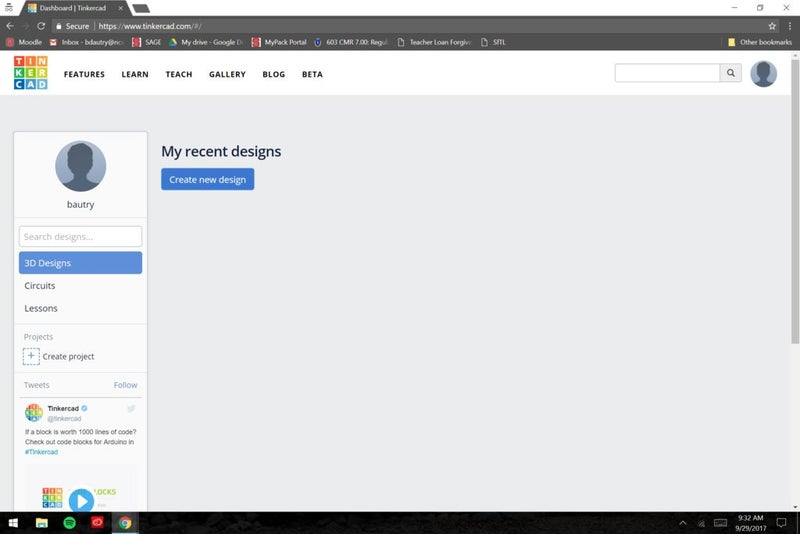 Dashboard | Tinkercad
Secure | https://www.tinkercad.com/#/
Moodle Inbox - bdautry@nc SAGE My drive - Google D MyPack Portal 603 CMR 7.00: Regul Teacher Loan Forgive SITL Other bookmarks
TIN
KER
CAD
FEATURES LEARN TEACH GALLERY BLOG BETA
My recent designs
Create new design
bautry
Search designs...
3D Designs
Circuits
Lessons
Projects
+ Create project
Tweets Follow
Tinkercad
@tinkercad
If a block is worth 1000 lines of code?
Check out code blocks for Arduino in
#Tinkercad
TIN
KER
CAD
LOCKS
9:32 AM
9/29/2017